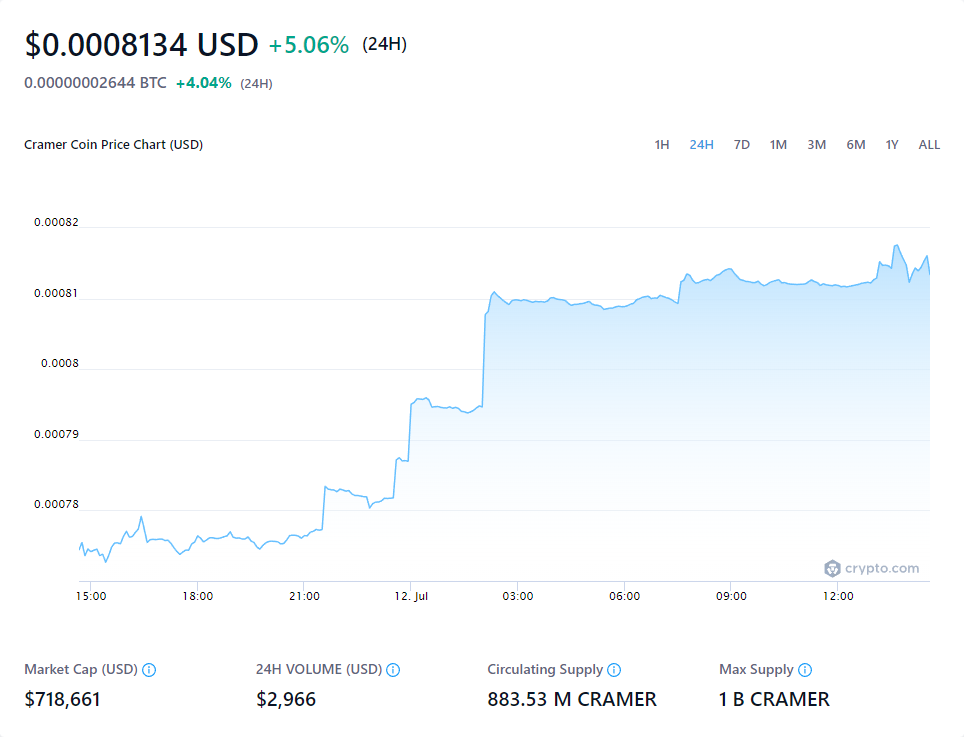 $0.0008134 USD +5.06% (24H)
0.00000002644 BTC +4.04% (24H)
Cramer Coin Price Chart (USD) 1H 24H 7D 1M 3M 6M 1Y ALL
0.00082
0.00081
0.0008
0.00079
0.00078
crypto.com
15:00 18:00 21:00 12. Jul 03:00 06:00 09:00 12:00
Market Cap (USD) 24H VOLUME (USD) Circulating Supply Max Supply
$718,661 $2,966 883.53 M CRAMER 1 B CRAMER